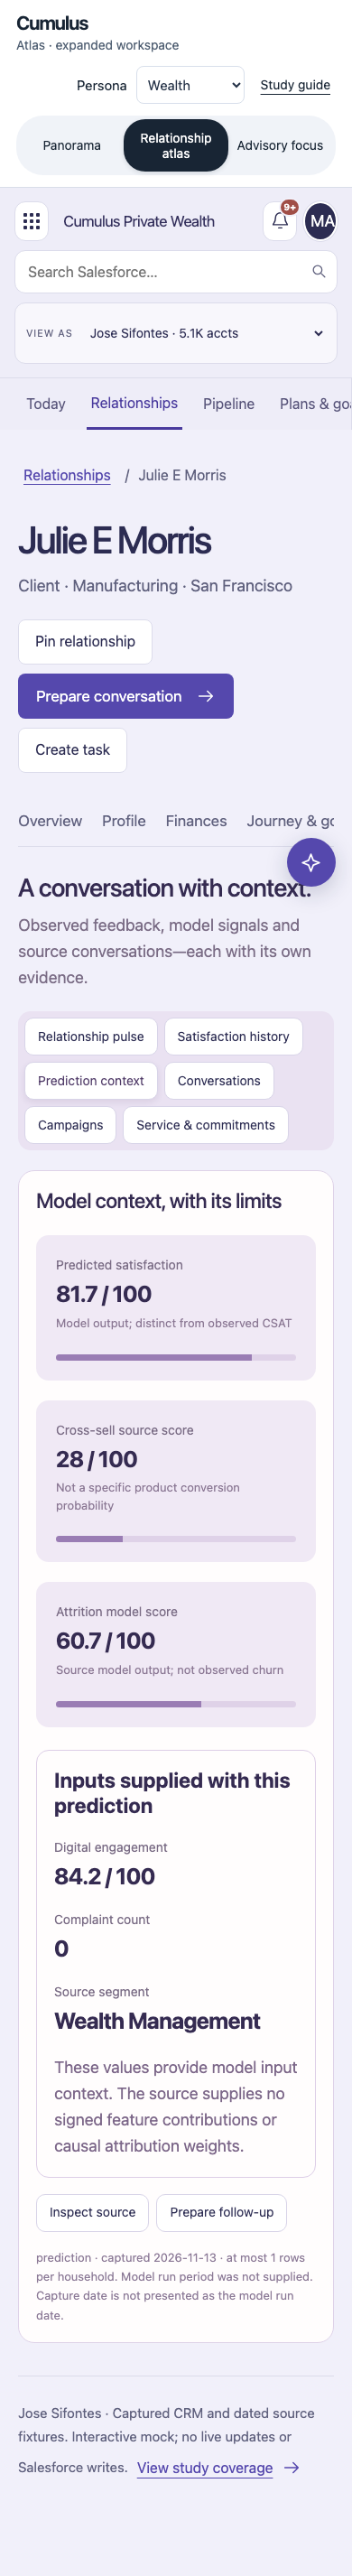 Cumulus
Atlas · expanded workspace
Persona Wealth Study guide
Panorama Relationship atlas Advisory focus
Cumulus Private Wealth 9+ MA
Search Salesforce...
VIEW AS Jose Sifontes · 5.1K accts
Today Relationships Pipeline Plans & goa
Relationships / Julie E Morris
Julie E Morris
Client · Manufacturing · San Francisco
Pin relationship
Prepare conversation →
Create task
Overview Profile Finances Journey & go
A conversation with context.
Observed feedback, model signals and
source conversations—each with its own
evidence.
Relationship pulse Satisfaction history
Prediction context Conversations
Campaigns Service & commitments
Model context, with its limits
Predicted satisfaction
81.7 / 100
Model output; distinct from observed CSAT
Cross-sell source score
28 / 100
Not a specific product conversion
probability
Attrition model score
60.7 / 100
Source model output; not observed churn
Inputs supplied with this
prediction
Digital engagement
84.2 / 100
Complaint count
0
Source segment
Wealth Management
These values provide model input
context. The source supplies no
signed feature contributions or
causal attribution weights.
Inspect source Prepare follow-up
prediction · captured 2026-11-13 · at most 1 rows
per household. Model run period was not supplied.
Capture date is not presented as the model run
date.
Jose Sifontes · Captured CRM and dated source
fixtures. Interactive mock; no live updates or
Salesforce writes. View study coverage →